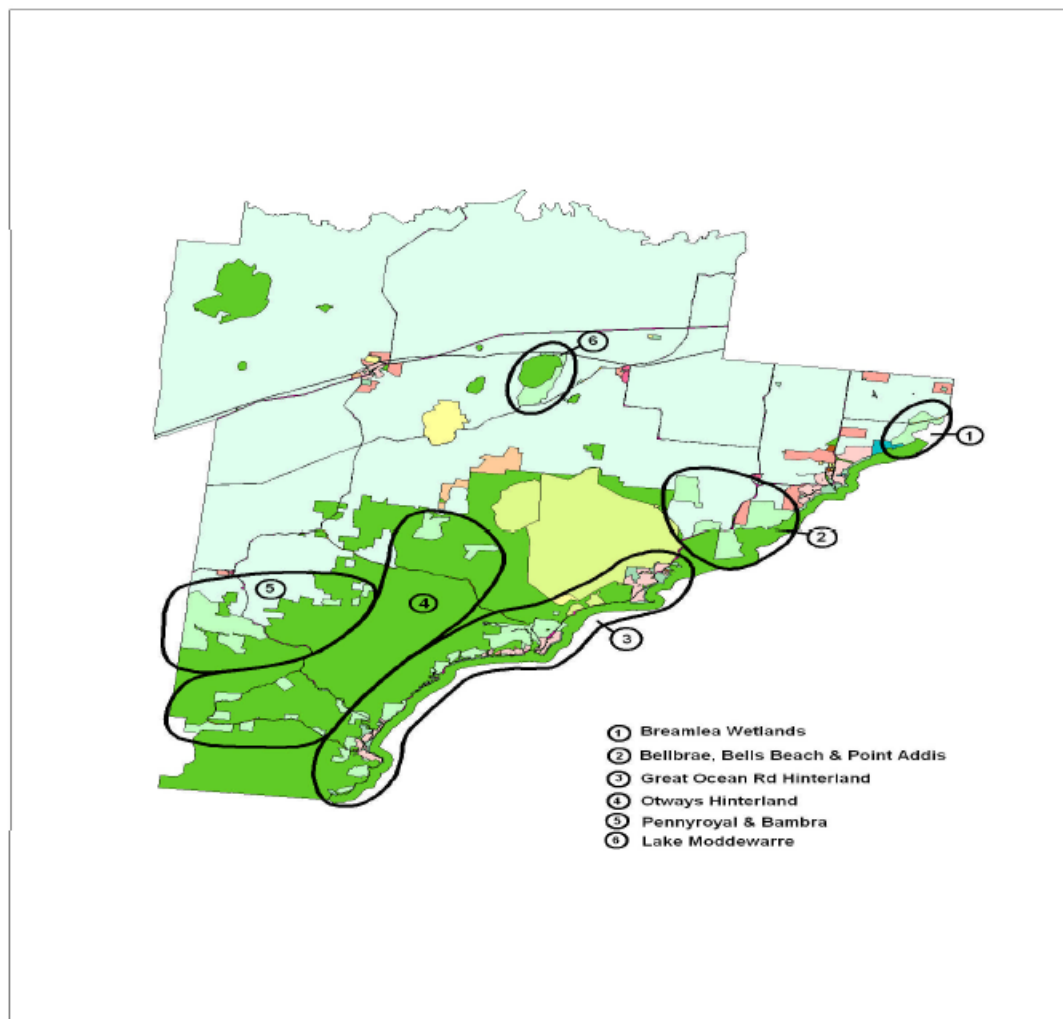 6
1
2
5
4
3
1 Breamlea Wetlands
2 Bellbrae, Bells Beach & Point Addis
3 Great Ocean Rd Hinterland
4 Otways Hinterland
5 Pennyroyal & Bambra
6 Lake Moddewarre